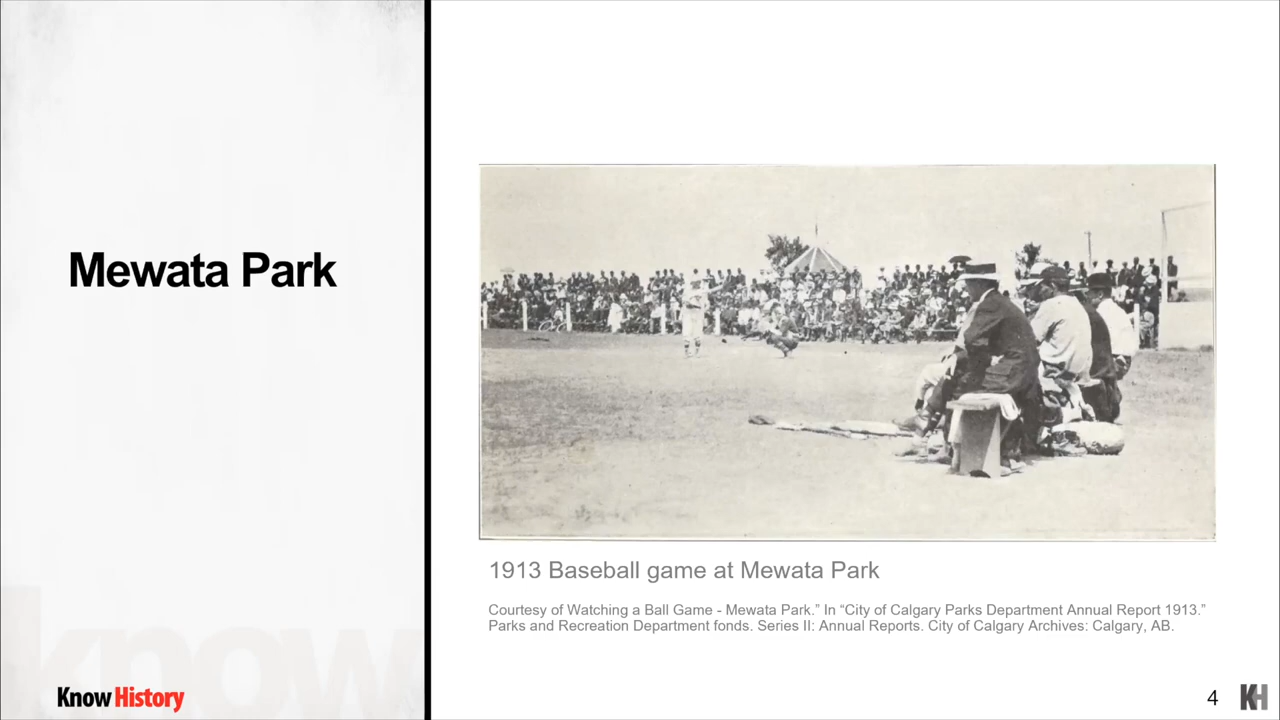 Mewata Park
1913 Baseball game at Mewata Park
Courtesy of Watching a Ball Game - Mewata Park.” In “City of Calgary Parks Department Annual Report 1913.”
Parks and Recreation Department fonds. Series II: Annual Reports. City of Calgary Archives: Calgary, AB.
know
Know History
4
KH